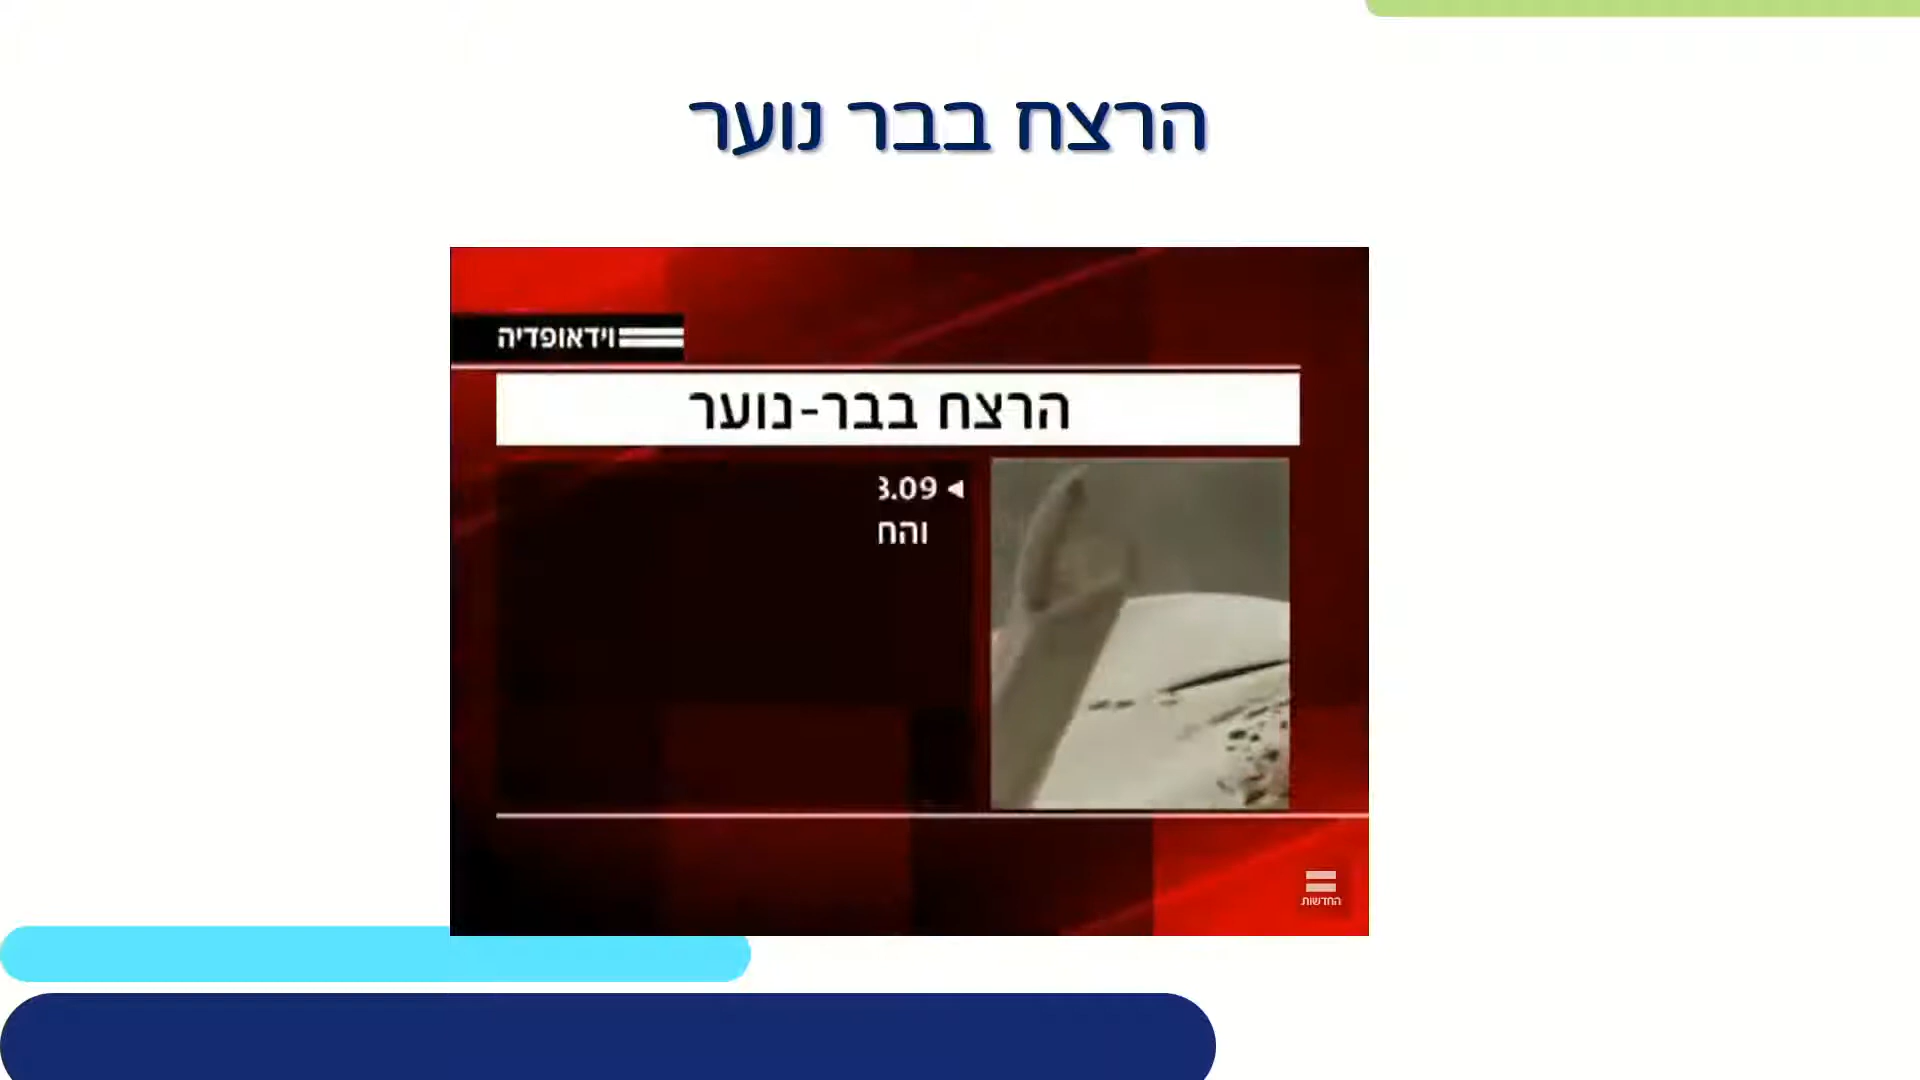 הרצח בבר נוער
וידאופדיה
הרצח בבר-נוער
3.09
והח
החדשות